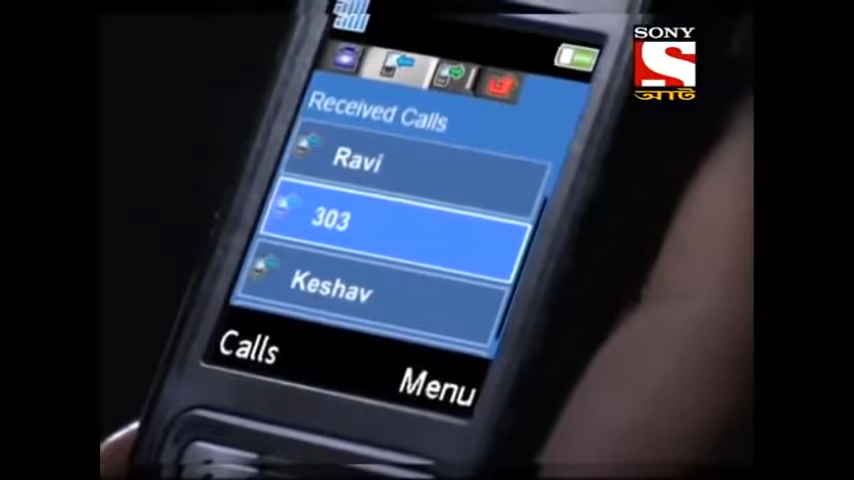 SONY
S
আট
Received Calls
Ravi
303
Keshav
Calls
Menu